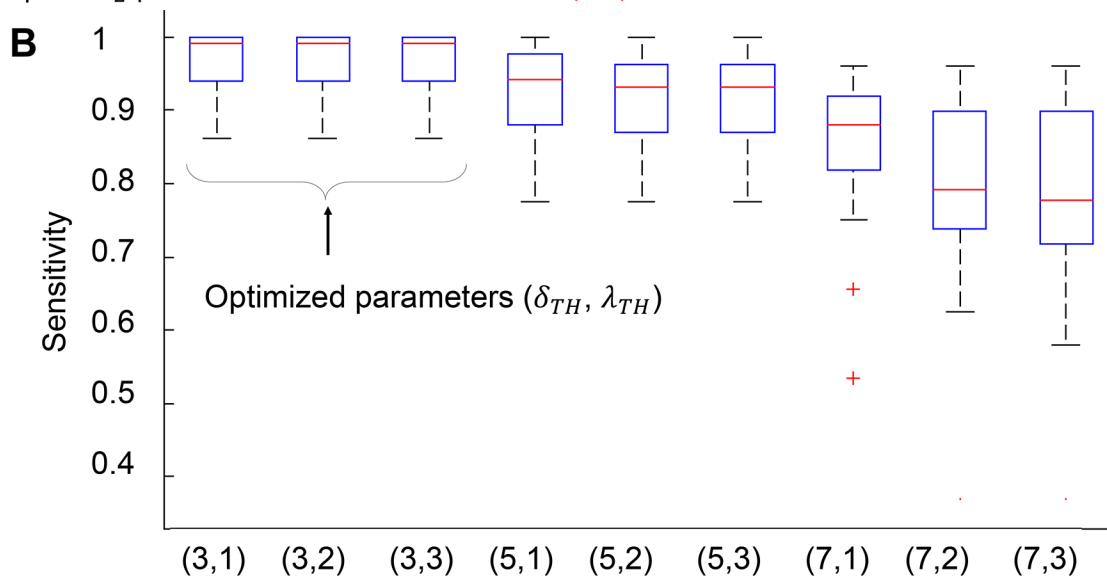 B
1
0.9
0.8
0.7
0.6
0.5
0.4
Sensitivity
Optimized parameters (δ_TH, λ_TH)
(3,1) (3,2) (3,3) (5,1) (5,2) (5,3) (7,1) (7,2) (7,3)